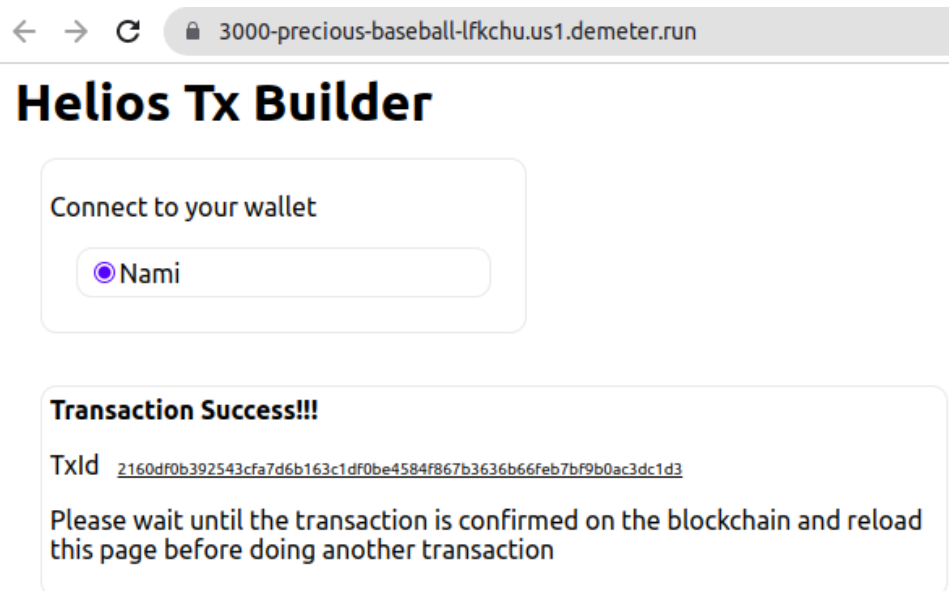 3000-precious-baseball-lfkchu.us1.demeter.run
Helios Tx Builder
Connect to your wallet
Nami
Transaction Success!!!
TxId 2160df0b392543cfa7d6b163c1df0be4584f867b3636b66feb7bf9b0ac3dc1d3
Please wait until the transaction is confirmed on the blockchain and reload
this page before doing another transaction